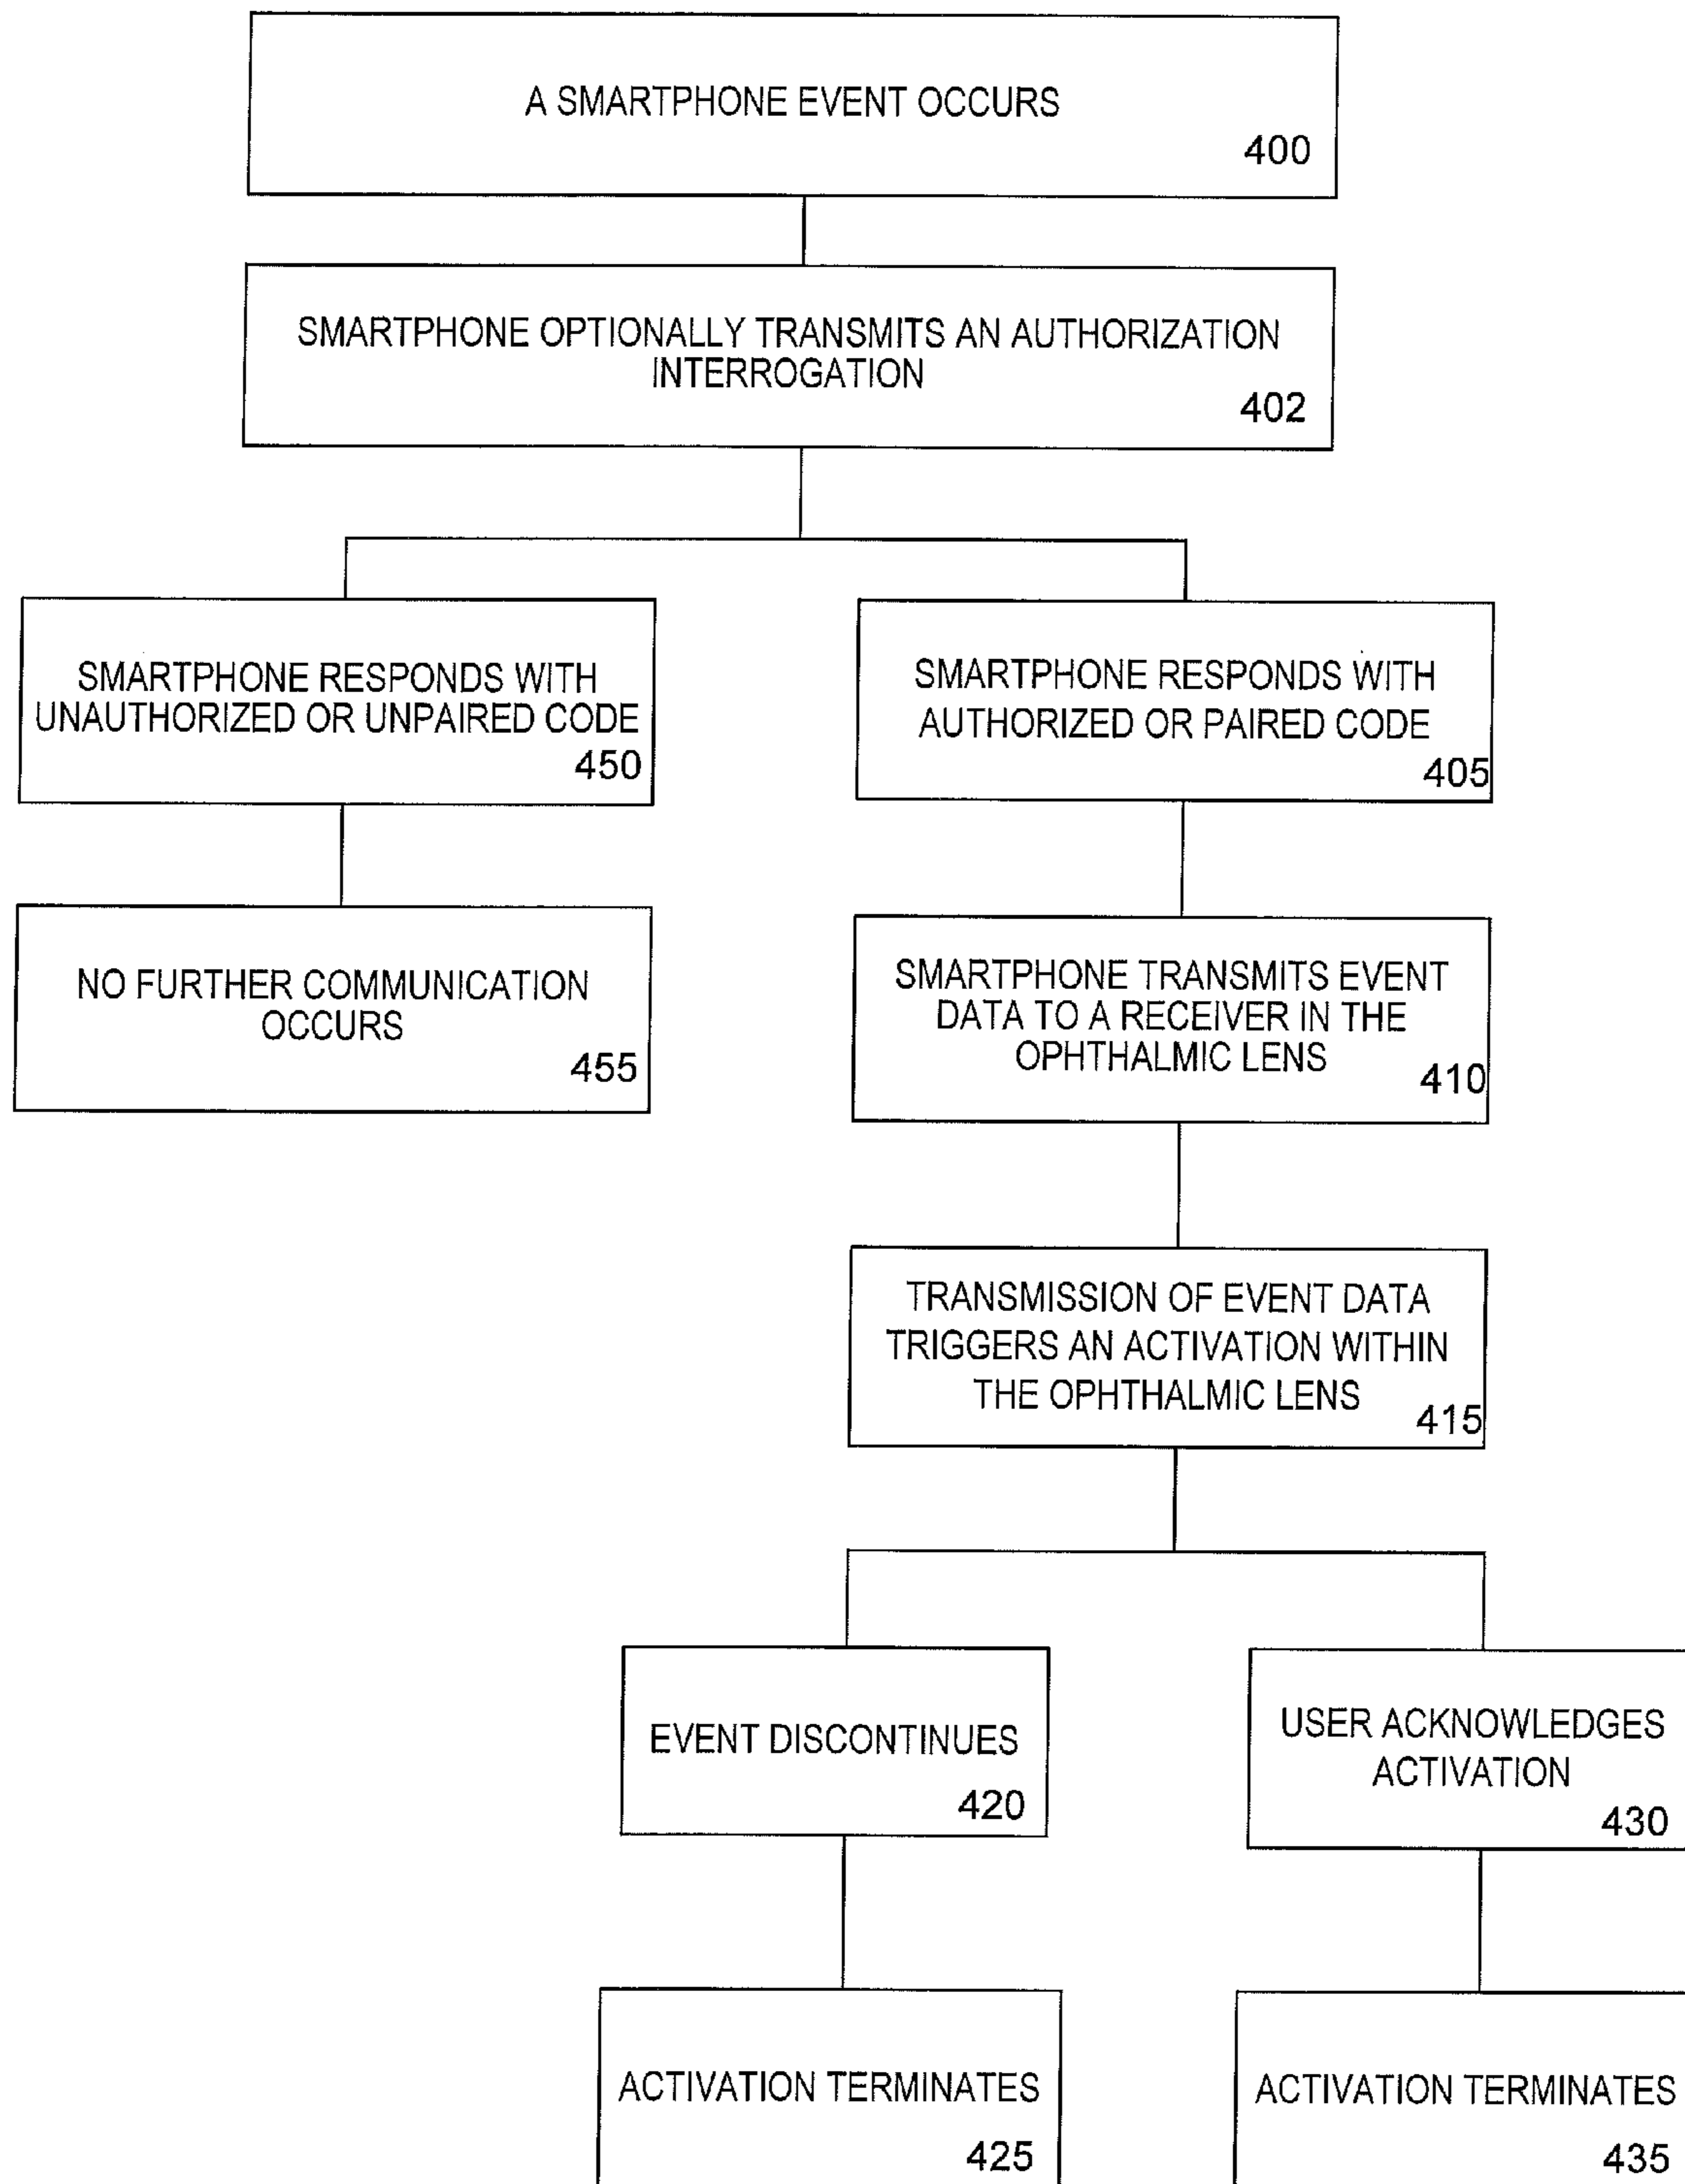 A SMARTPHONE EVENT OCCURS
400
SMARTPHONE OPTIONALLY TRANSMITS AN AUTHORIZATION
INTERROGATION
402
SMARTPHONE RESPONDS WITH
UNAUTHORIZED OR UNPAIRED CODE
450
SMARTPHONE RESPONDS WITH
AUTHORIZED OR PAIRED CODE
405
NO FURTHER COMMUNICATION
OCCURS
455
SMARTPHONE TRANSMITS EVENT
DATA TO A RECEIVER IN THE
OPHTHALMIC LENS
410
TRANSMISSION OF EVENT DATA
TRIGGERS AN ACTIVATION WITHIN
THE OPHTHALMIC LENS
415
EVENT DISCONTINUES
420
USER ACKNOWLEDGES
ACTIVATION
430
ACTIVATION TERMINATES
425
ACTIVATION TERMINATES
435